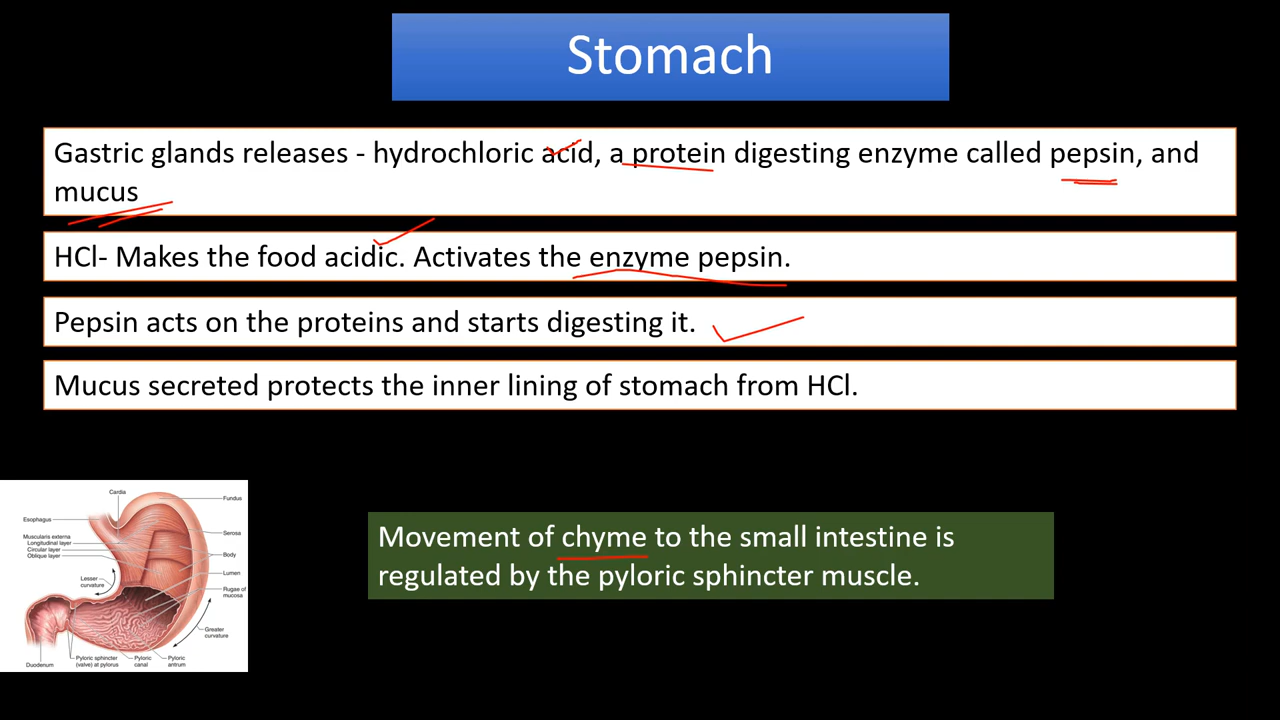 Stomach
Gastric glands releases - hydrochloric acid, a protein digesting enzyme called pepsin, and
mucus
HCl- Makes the food acidic. Activates the enzyme pepsin.
Pepsin acts on the proteins and starts digesting it.
Mucus secreted protects the inner lining of stomach from HCl.
Cardia
Fundus
Esophagus
Serosa
Muscularis externa
Longitudinal layer
Circular layer
Oblique layer
Body
Lumen
Lesser
curvature
Rugae of
mucosa
Greater
curvature
Duodenum
Pyloric sphincter
(valve) at pylorus
Pyloric
canal
Pyloric
antrum
Movement of chyme to the small intestine is
regulated by the pyloric sphincter muscle.